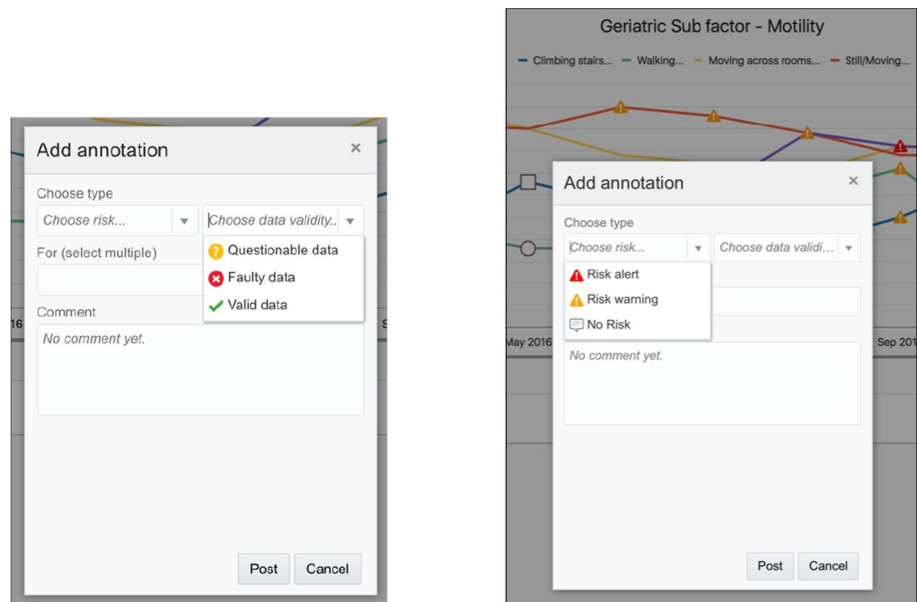 Add annotation
×
Choose type
Choose risk...
Choose data validity..
Questionable data
For (select multiple)
Faulty data
Valid data
Comment
16
S
No comment yet.
Post
Cancel
Geriatric Sub factor - Motility
Climbing stairs...
Walking...
Moving across rooms...
Still/Moving...
Add annotation
×
Choose type
Choose risk...
Choose data validi...
Risk alert
Risk warning
No Risk
May 2016
Sep 201
No comment yet.
Post
Cancel